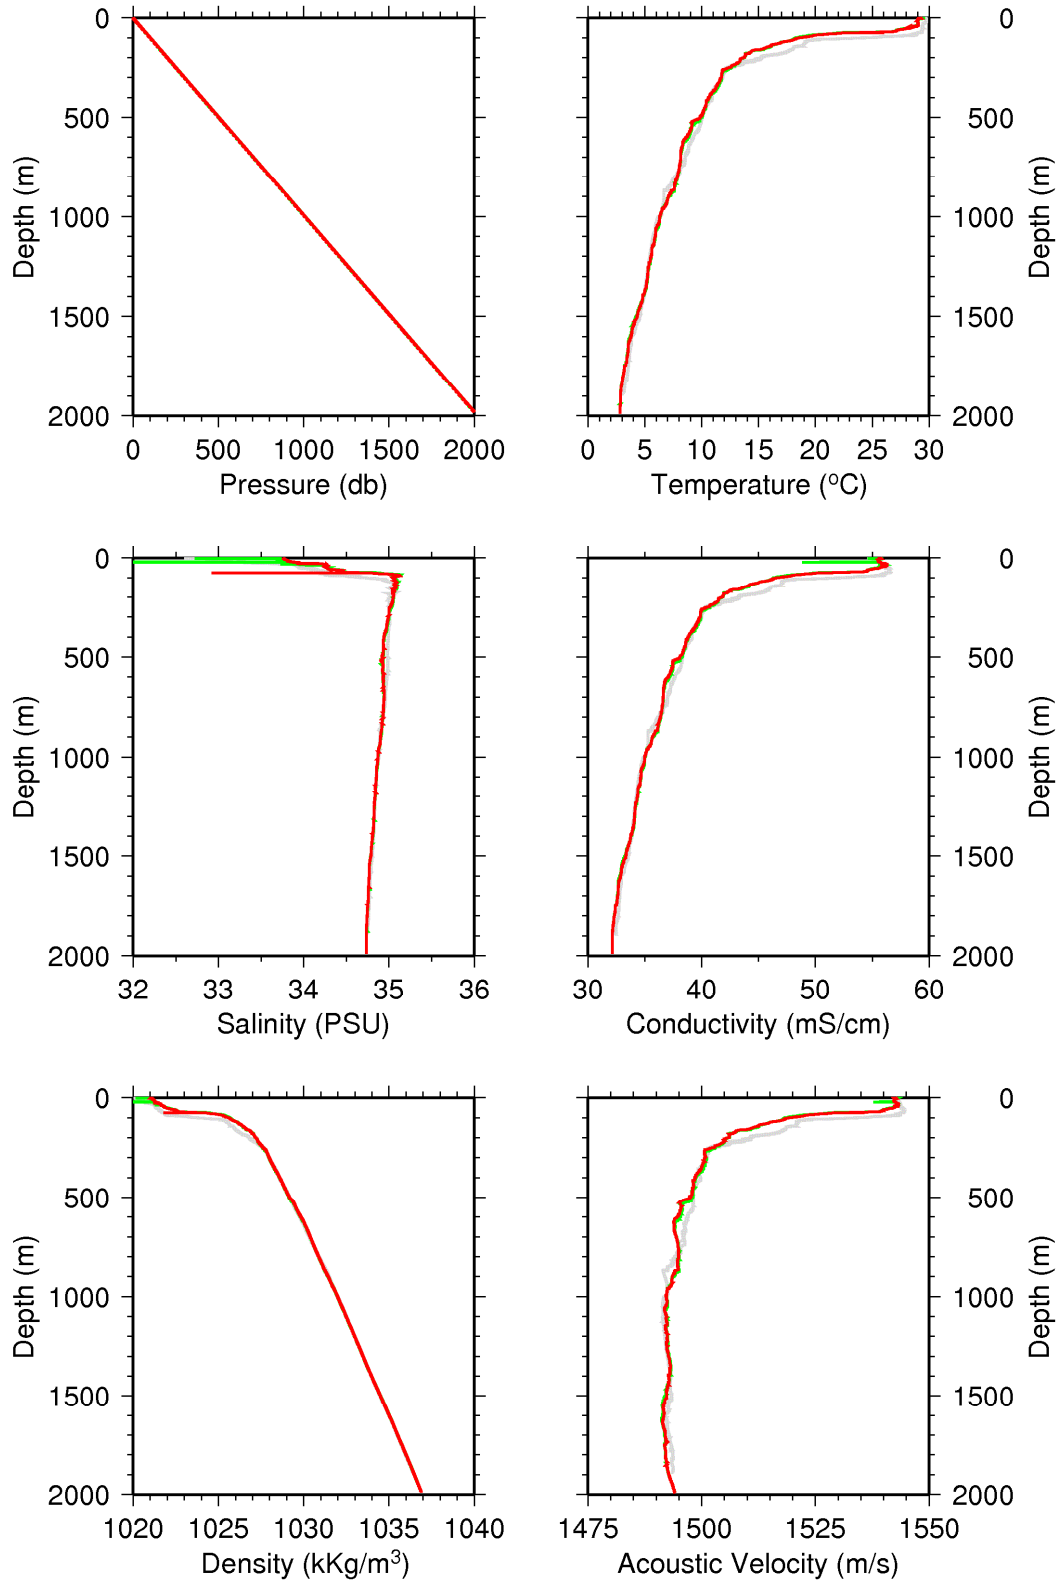 0 0
500 500
1000 1000
1500 1500
2000 2000
Depth (m) Depth (m)
0 500 1000 1500 2000 0 5 10 15 20 25 30
Pressure (db) Temperature (°C)
0 0
500 500
1000 1000
1500 1500
2000 2000
Depth (m) Depth (m)
32 33 34 35 36 30 40 50 60
Salinity (PSU) Conductivity (mS/cm)
0 0
500 500
1000 1000
1500 1500
2000 2000
Depth (m) Depth (m)
1020 1025 1030 1035 1040 1475 1500 1525 1550
Density (kKg/m³) Acoustic Velocity (m/s)